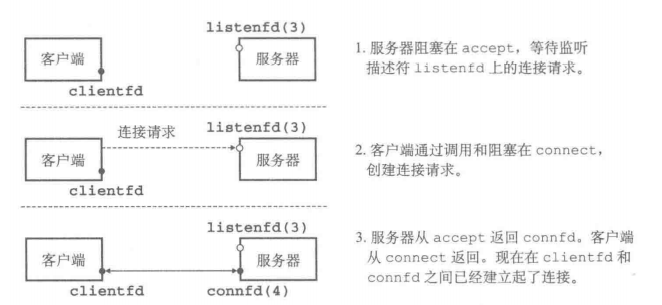 listenfd(3)
客户端
服务器
clientfd
1. 服务器阻塞在 accept，等待监听
描述符 listenfd 上的连接请求。
连接请求
listenfd(3)
客户端
服务器
clientfd
2. 客户端通过调用和阻塞在 connect，
创建连接请求。
listenfd(3)
客户端
服务器
clientfd
connfd(4)
3. 服务器从 accept 返回 connfd。客户端
从 connect 返回。现在在 clientfd 和
connfd 之间已经建立起了连接。